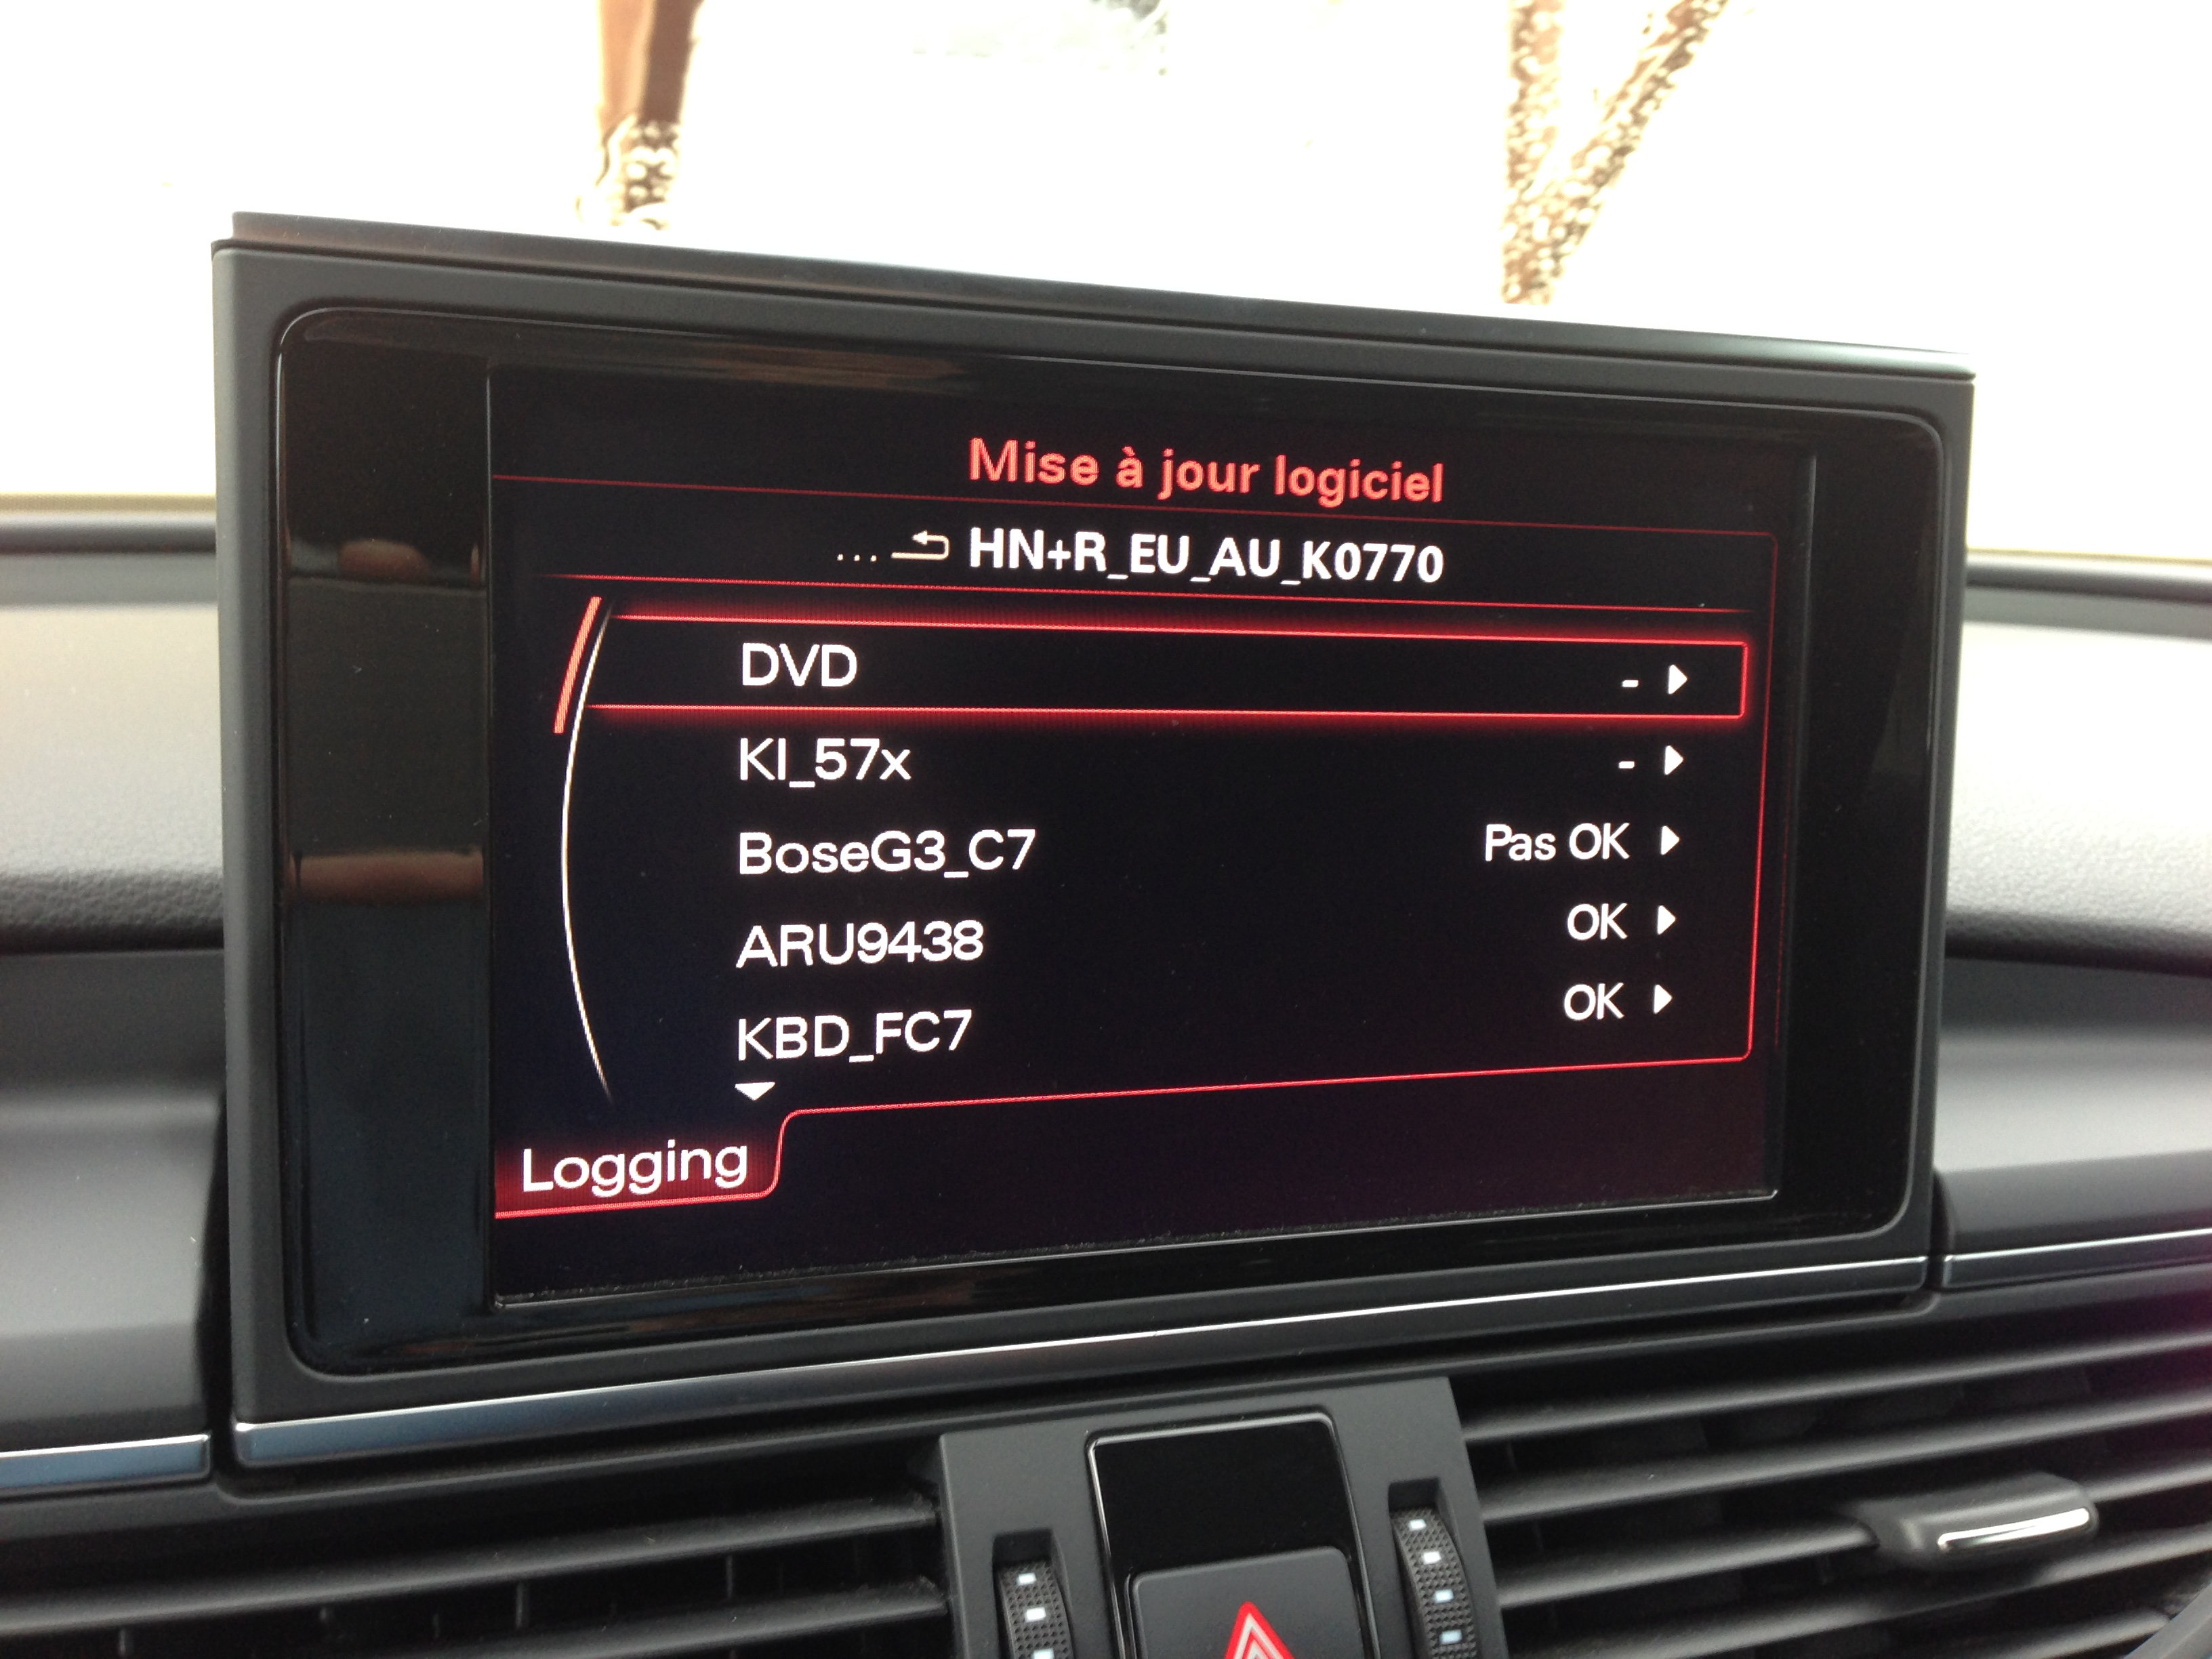 Mise à jour logiciel
... HN+R_EU_AU_K0770
DVD -
KI_57x -
BoseG3_C7 Pas OK
ARU9438 OK
KBD_FC7 OK
Logging